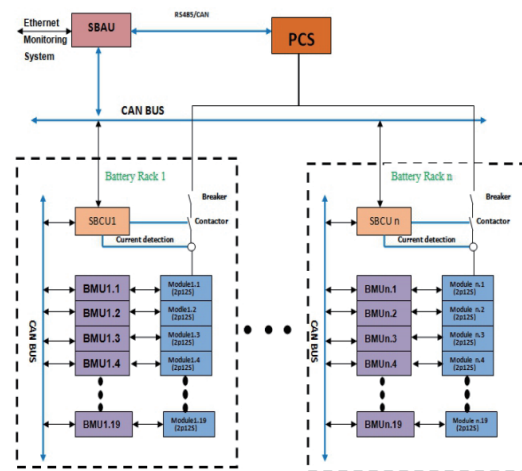 Ethernet
Monitoring
System
SBAU
RS485/CAN
PCS
CAN BUS
Battery Rack 1
Breaker
SBCU1
Contactor
Current detection
CAN BUS
BMU1.1
Module1.1
(2p12S)
BMU1.2
Module1.2
(2p12S)
BMU1.3
Module1.3
(2p12S)
BMU1.4
Module1.4
(2p12S)
BMU1.19
Module1.19
(2p12S)
Battery Rack n
Breaker
SBCU n
Contactor
Current detection
CAN BUS
BMUn.1
Module n.1
(2p12S)
BMUn.2
Module n.2
(2p12S)
BMUn.3
Module n.3
(2p12S)
BMUn.4
Module n.4
(2p12S)
BMUn.19
Module n.19
(2p12S)